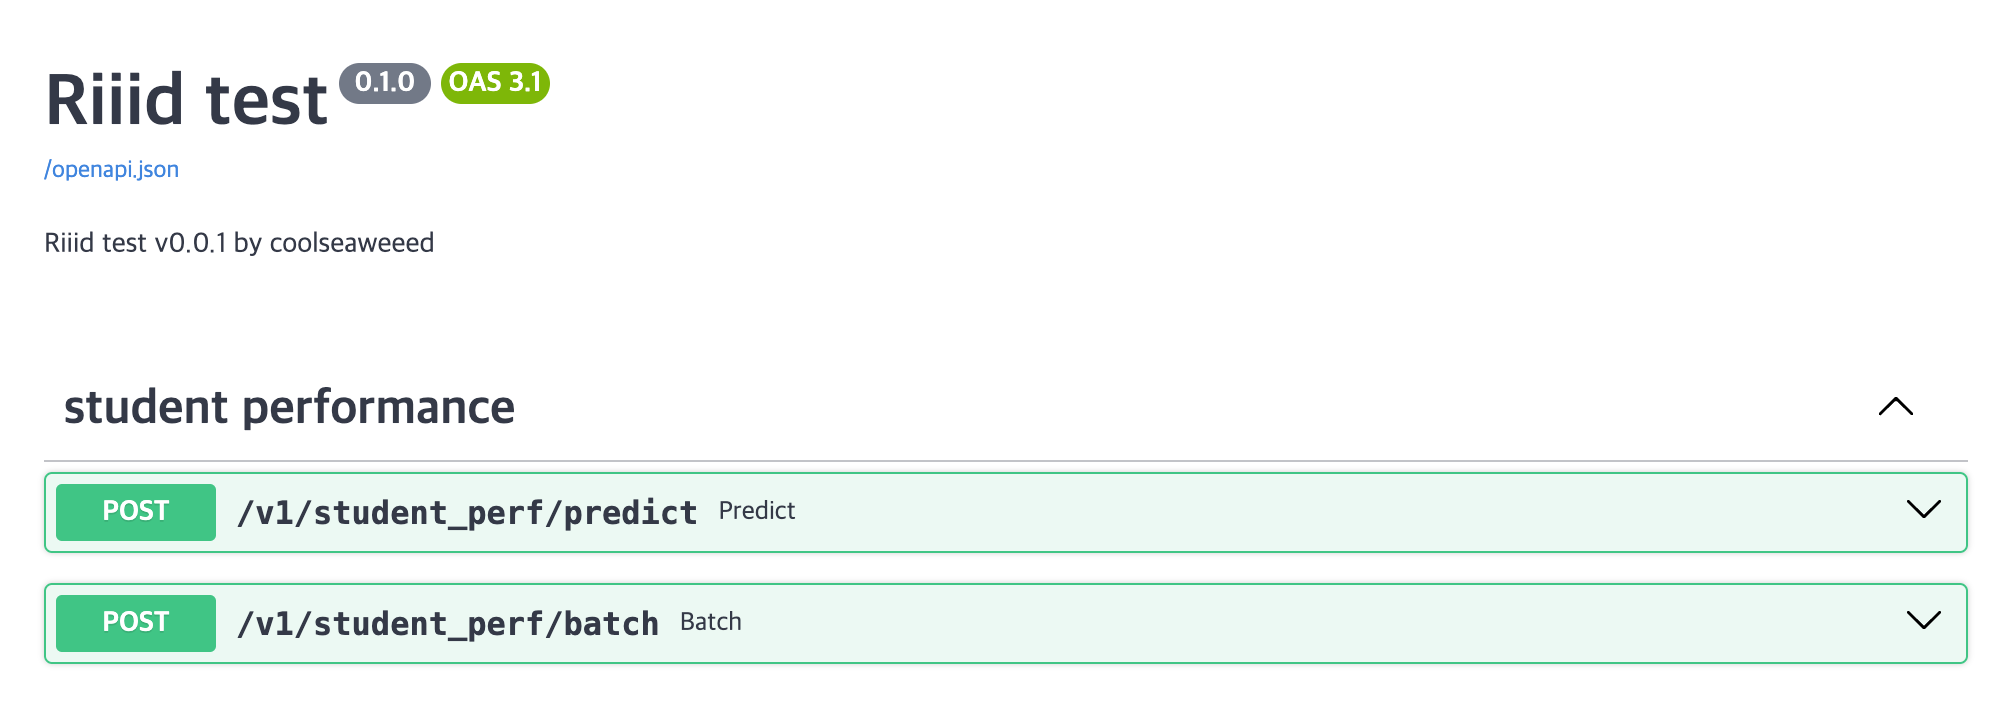 Riiid test 0.1.0 OAS 3.1
/openapi.json
Riiid test v0.0.1 by coolseaweeed
student performance
POST /v1/student_perf/predict Predict
POST /v1/student_perf/batch Batch